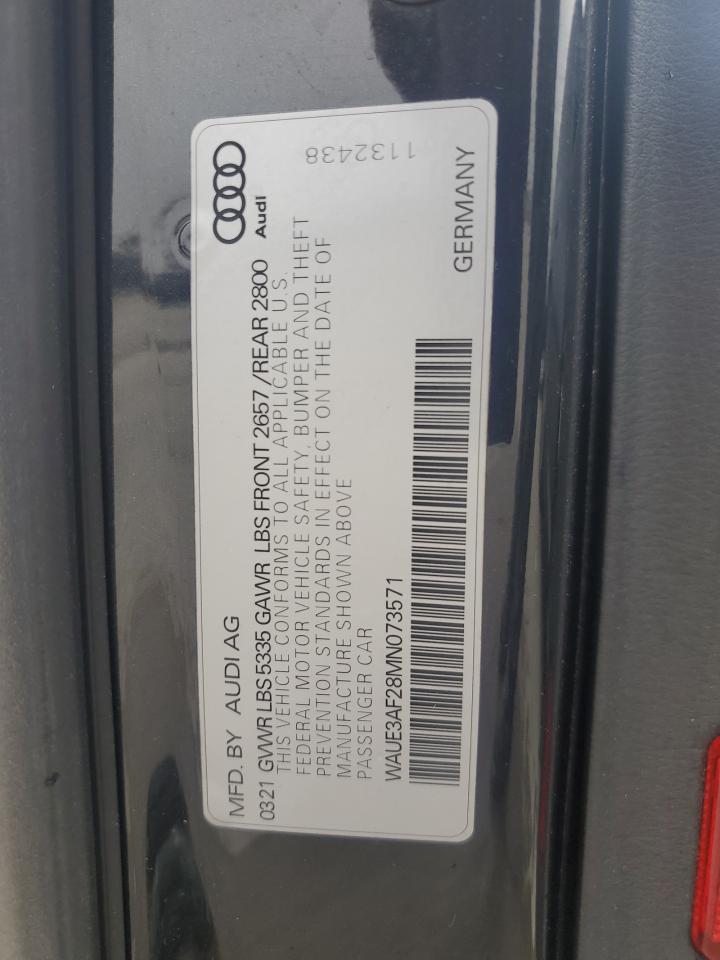 MFD. BY AUDI AG
Audi
0321 GVWR LBS 5335 GAWR LBS FRONT 2657 /REAR 2800
THIS VEHICLE CONFORMS TO ALL APPLICABLE U.S.
FEDERAL MOTOR VEHICLE SAFETY, BUMPER AND THEFT
PREVENTION STANDARDS IN EFFECT ON THE DATE OF
MANUFACTURE SHOWN ABOVE
PASSENGER CAR
1132438
WAUE3AF28MN073571
GERMANY